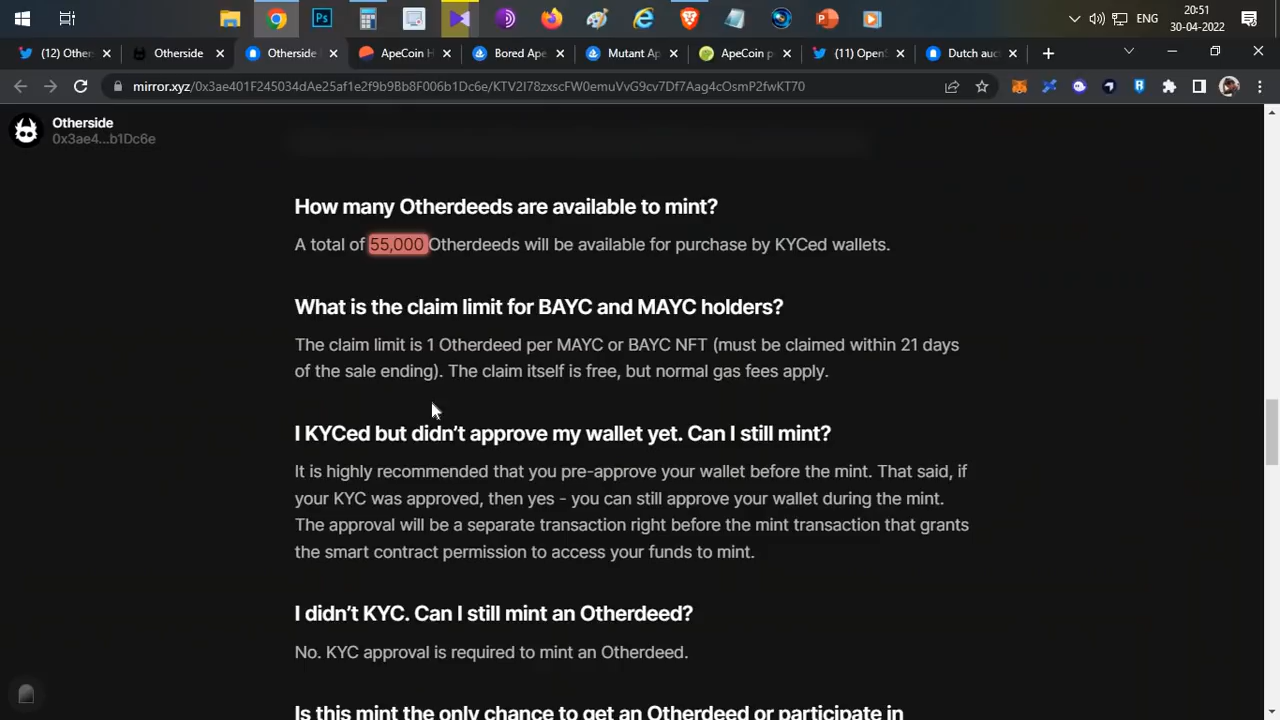 20:51
ENG
30-04-2022
(12) Other
Otherside
Otherside
ApeCoin H
Bored Ape
Mutant Ap
ApeCoin p
(11) OpenS
Dutch auc
mirror.xyz/0x3ae401F245034dAe25af1e2f9b9Bb8F006b1Dc6e/KTV2I78zxscFW0emuVvG9cv7Df7Aag4cOsmP2fwKT70
Otherside
0x3ae4...b1Dc6e
How many Otherdeeds are available to mint?
A total of 55,000 Otherdeeds will be available for purchase by KYCed wallets.
What is the claim limit for BAYC and MAYC holders?
The claim limit is 1 Otherdeed per MAYC or BAYC NFT (must be claimed within 21 days
of the sale ending). The claim itself is free, but normal gas fees apply.
I KYCed but didn’t approve my wallet yet. Can I still mint?
It is highly recommended that you pre-approve your wallet before the mint. That said, if
your KYC was approved, then yes - you can still approve your wallet during the mint.
The approval will be a separate transaction right before the mint transaction that grants
the smart contract permission to access your funds to mint.
I didn’t KYC. Can I still mint an Otherdeed?
No. KYC approval is required to mint an Otherdeed.
Is this mint the only chance to get an Otherdeed or participate in